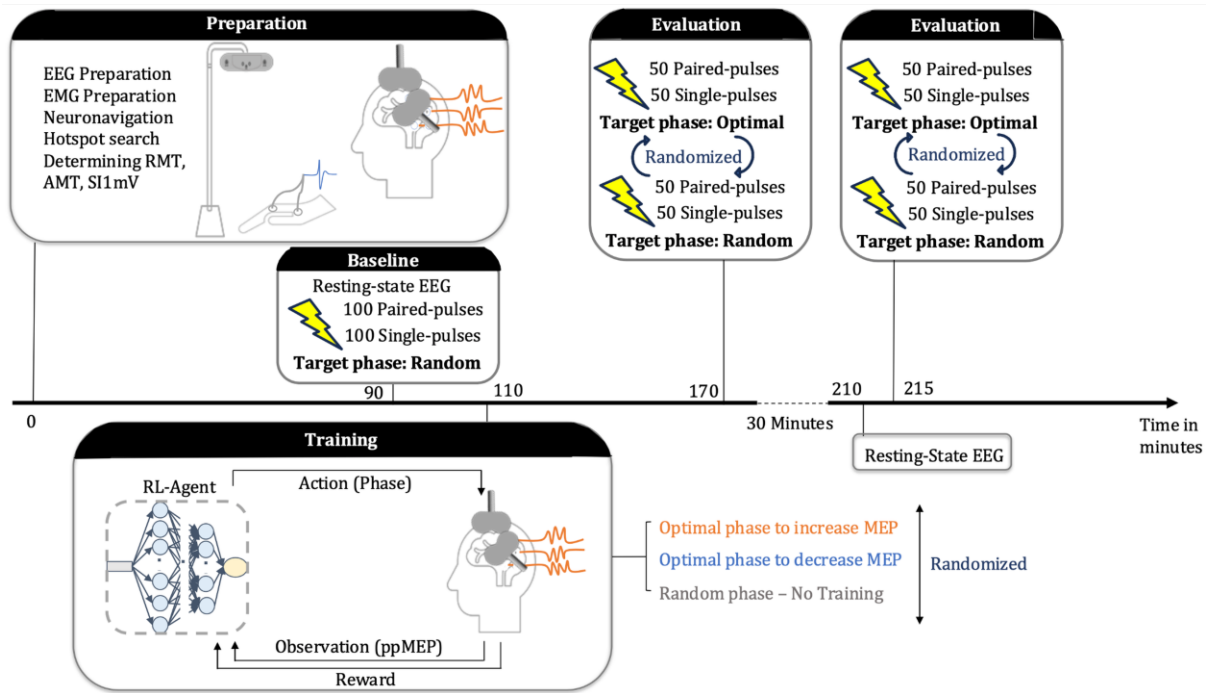 Preparation
EEG Preparation
EMG Preparation
Neuronavigation
Hotspot search
Determining RMT,
AMT, SI1mV
Evaluation
50 Paired-pulses
50 Single-pulses
Target phase: Optimal
Randomized
50 Paired-pulses
50 Single-pulses
Target phase: Random
Evaluation
50 Paired-pulses
50 Single-pulses
Target phase: Optimal
Randomized
50 Paired-pulses
50 Single-pulses
Target phase: Random
Baseline
Resting-state EEG
100 Paired-pulses
100 Single-pulses
Target phase: Random
0
90
110
170
30 Minutes
210
215
Time in
minutes
Resting-State EEG
Training
RL-Agent
Action (Phase)
Observation (ppMEP)
Reward
Optimal phase to increase MEP
Optimal phase to decrease MEP
Random phase – No Training
Randomized